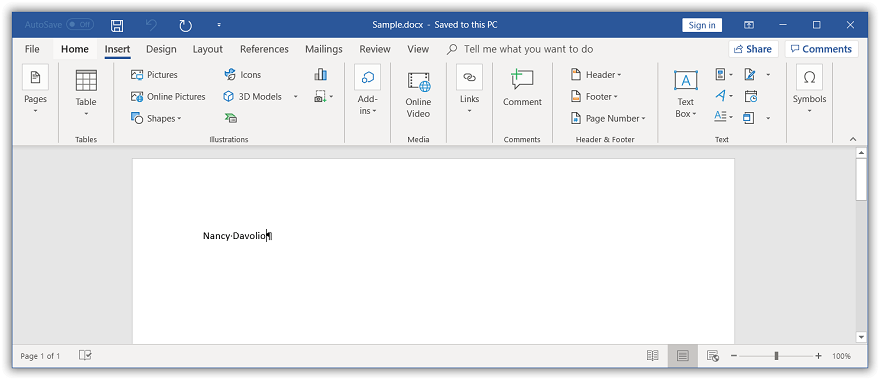 AutoSave Off Sample.docx - Saved to this PC Sign in
File Home Insert Design Layout References Mailings Review View Tell me what you want to do Share Comments
Pages
Table
Tables
Pictures
Online Pictures
Shapes
Icons
3D Models
Illustrations
Add-
ins
Online
Video
Media
Links
Comment
Comments
Header
Footer
Page Number
Header & Footer
Text
Box
Text
Symbols
Nancy·Davolio¶
Page 1 of 1 100%